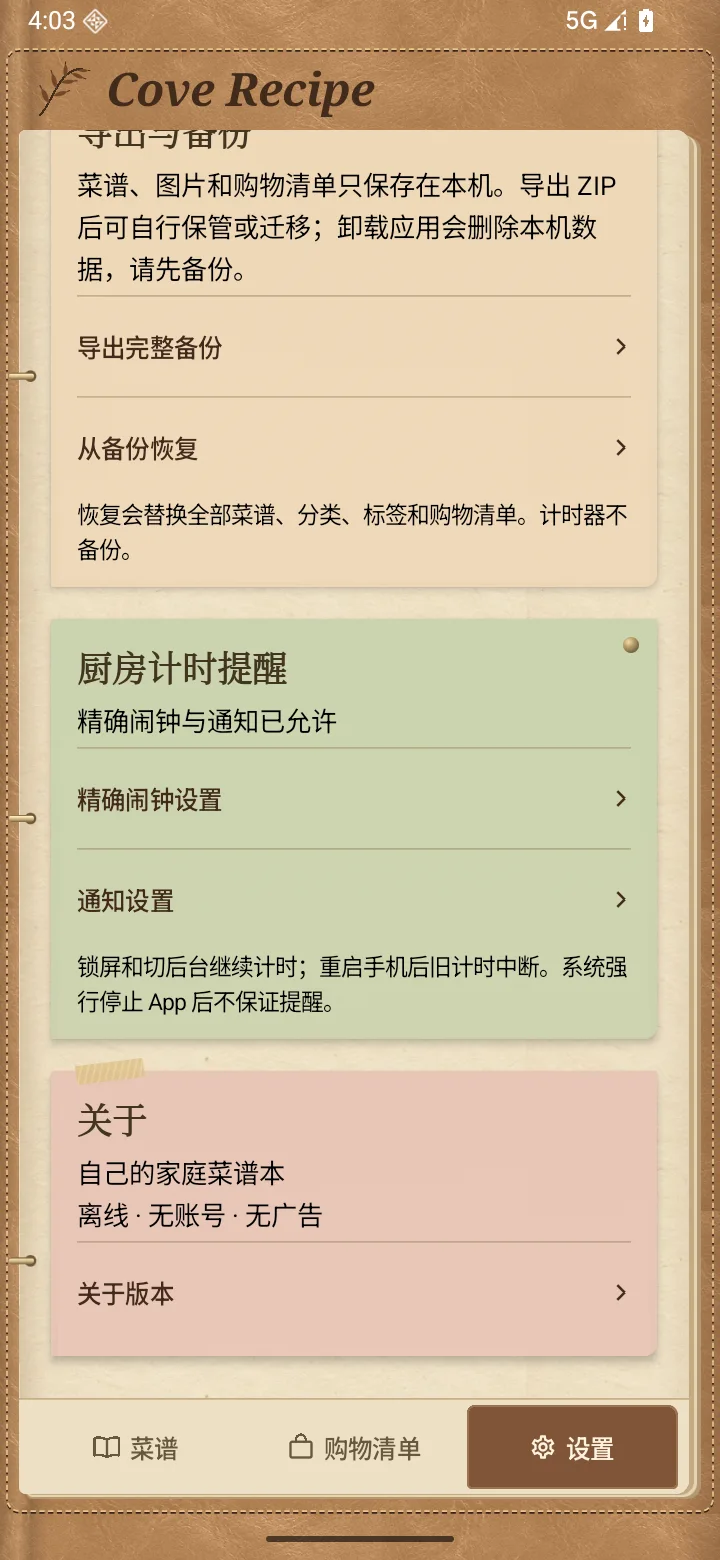 4:03
5G
Cove Recipe
导出与备份
菜谱、图片和购物清单只保存在本机。导出 ZIP
后可自行保管或迁移；卸载应用会删除本机数
据，请先备份。
导出完整备份
从备份恢复
恢复会替换全部菜谱、分类、标签和购物清单。计时器不
备份。
厨房计时提醒
精确闹钟与通知已允许
精确闹钟设置
通知设置
锁屏和切后台继续计时；重启手机后旧计时中断。系统强
行停止 App 后不保证提醒。
关于
自己的家庭菜谱本
离线 · 无账号 · 无广告
关于版本
菜谱
购物清单
设置